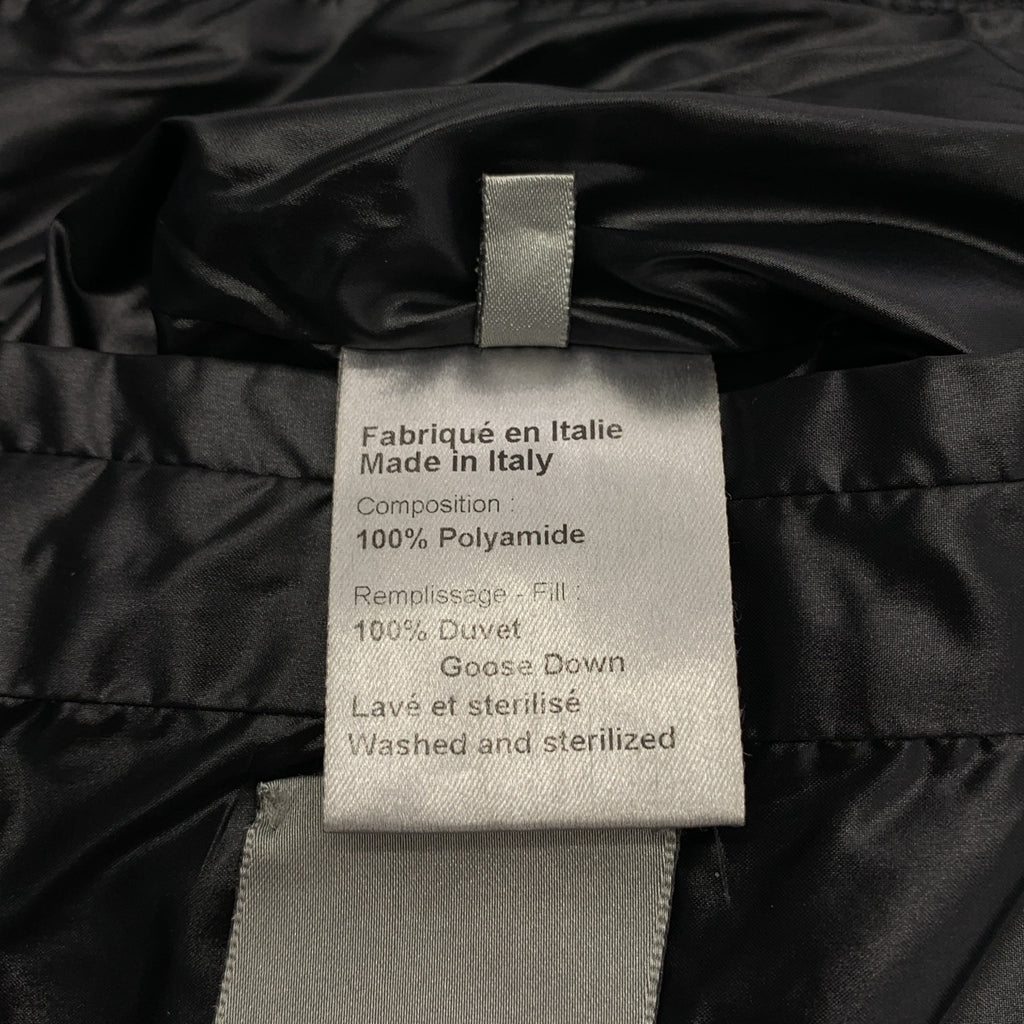 Fabriqué en Italie
Made in Italy
Composition :
100% Polyamide
Remplissage - Fill :
100% Duvet
Goose Down
Lavé et sterilisé
Washed and sterilized